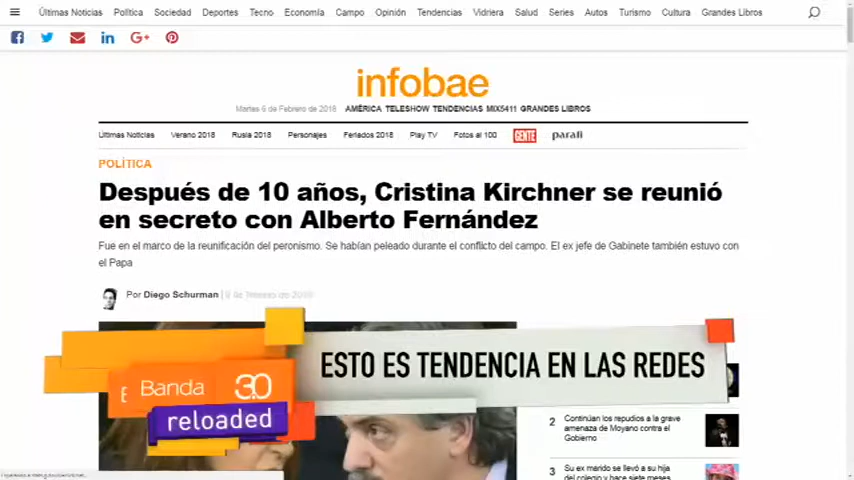 Últimas Noticias Política Sociedad Deportes Tecno Economía Campo Opinión Tendencias Vidriera Salud Series Autos Turismo Cultura Grandes Libros
G+
infobae
Martes 6 de Febrero de 2018 AMÉRICA TELESHOW TENDENCIAS MIX5411 GRANDES LIBROS
Últimas Noticias Verano 2018 Rusia 2018 Personajes Feriados 2018 Play TV Fotos al 100 GENTE parati
POLÍTICA
Después de 10 años, Cristina Kirchner se reunió
en secreto con Alberto Fernández
Fue en el marco de la reunificación del peronismo. Se habían peleado durante el conflicto del campo. El ex jefe de Gabinete también estuvo con
el Papa
Por Diego Schurman
ESTO ES TENDENCIA EN LAS REDES
Banda 3.0
reloaded
2 Continúan los repudios a la grave
amenaza de Moyano contra el
Gobierno
3 Su ex marido se llevó a su hija
del colegio y hace siete meses